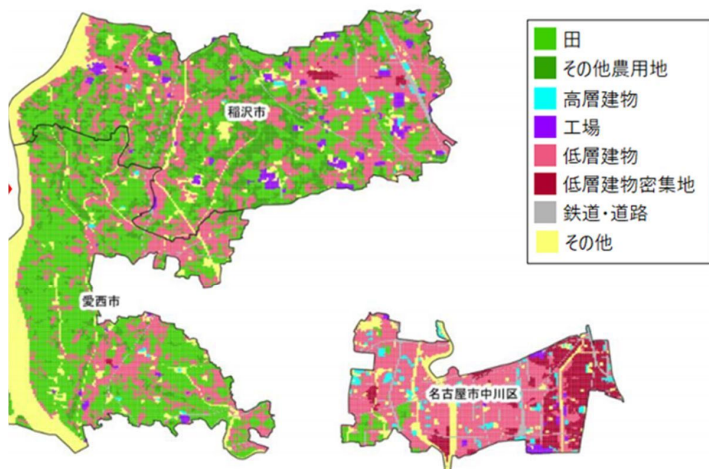 田
その他農用地
高層建物
工場
低層建物
低層建物密集地
鉄道・道路
その他
稲沢市
愛西市
名古屋市中川区